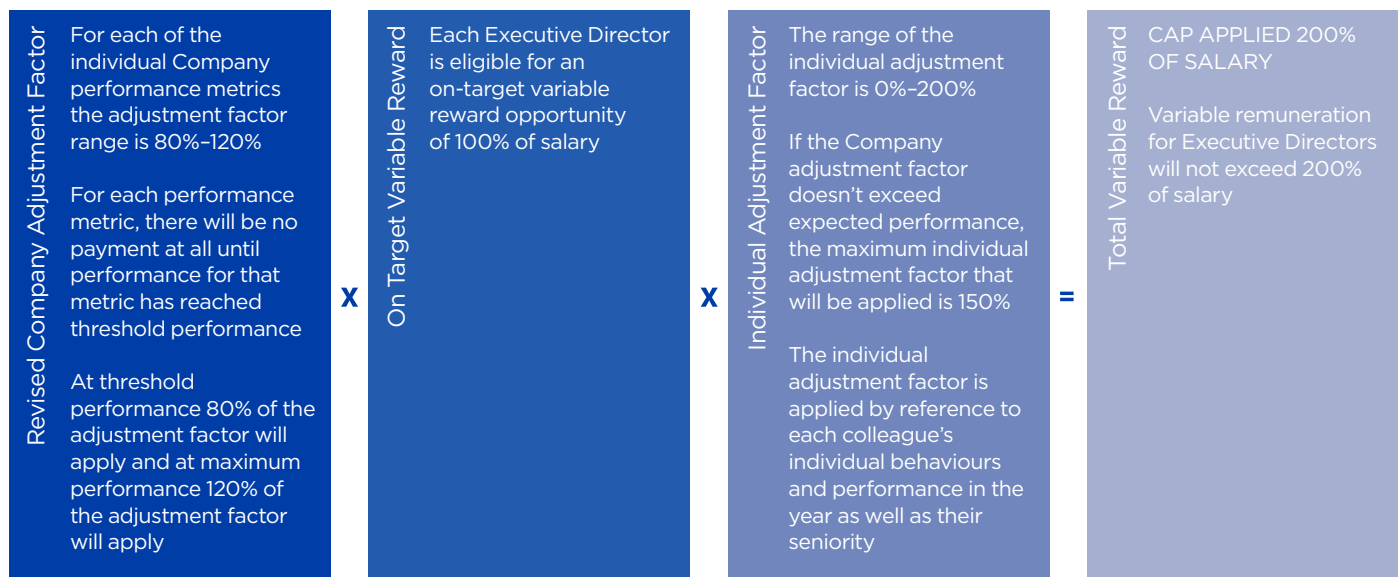 Revised Company Adjustment Factor
For each of the
individual Company
performance metrics
the adjustment factor
range is 80%–120%
For each performance
metric, there will be no
payment at all until
performance for that
metric has reached
threshold performance
At threshold
performance 80% of the
adjustment factor will
apply and at maximum
performance 120% of
the adjustment factor
will apply
x
On Target Variable Reward
Each Executive Director
is eligible for an
on-target variable
reward opportunity
of 100% of salary
x
Individual Adjustment Factor
The range of the
individual adjustment
factor is 0%–200%
If the Company
adjustment factor
doesn’t exceed
expected performance,
the maximum individual
adjustment factor that
will be applied is 150%
The individual
adjustment factor is
applied by reference to
each colleague’s
individual behaviours
and performance in the
year as well as their
seniority
=
Total Variable Reward
CAP APPLIED 200%
OF SALARY
Variable remuneration
for Executive Directors
will not exceed 200%
of salary